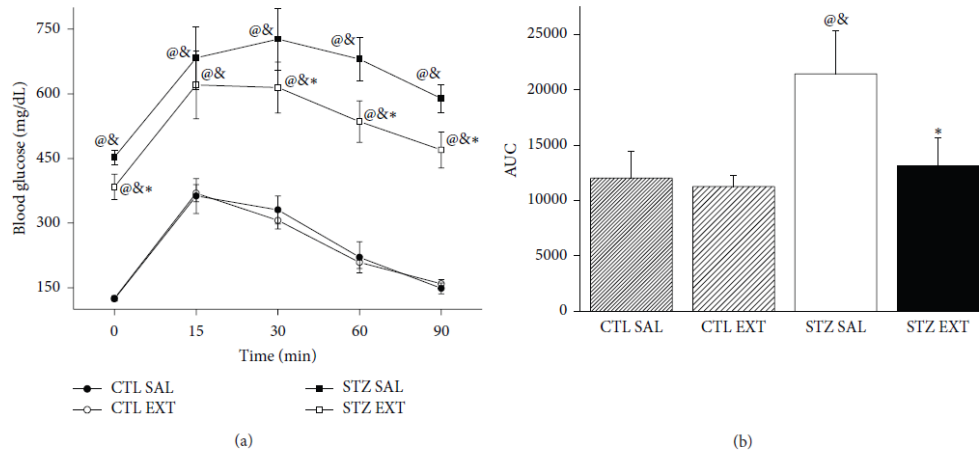 750
600
450
300
150
Blood glucose (mg/dL)
@&
@&
@&
@&
@&
@&*
@&
@&*
@&*
@&*
0
15
30
60
90
Time (min)
CTL SAL
STZ SAL
CTL EXT
STZ EXT
(a)
25000
20000
15000
10000
5000
0
AUC
@&
*
CTL SAL
CTL EXT
STZ SAL
STZ EXT
(b)